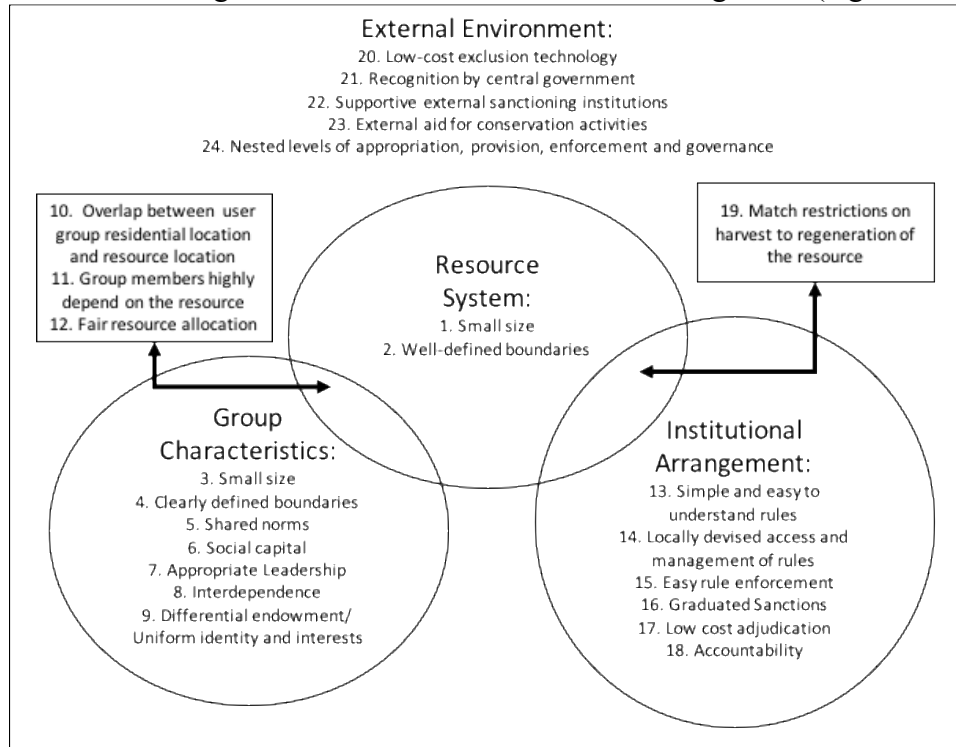 External Environment:
20. Low-cost exclusion technology
21. Recognition by central government
22. Supportive external sanctioning institutions
23. External aid for conservation activities
24. Nested levels of appropriation, provision, enforcement and governance
10. Overlap between user
group residential location
and resource location
11. Group members highly
depend on the resource
12. Fair resource allocation
19. Match restrictions on
harvest to regeneration of
the resource
Resource
System:
1. Small size
2. Well-defined boundaries
Group
Characteristics:
3. Small size
4. Clearly defined boundaries
5. Shared norms
6. Social capital
7. Appropriate Leadership
8. Interdependence
9. Differential endowment/
Uniform identity and interests
Institutional
Arrangement:
13. Simple and easy to
understand rules
14. Locally devised access and
management of rules
15. Easy rule enforcement
16. Graduated Sanctions
17. Low cost adjudication
18. Accountability